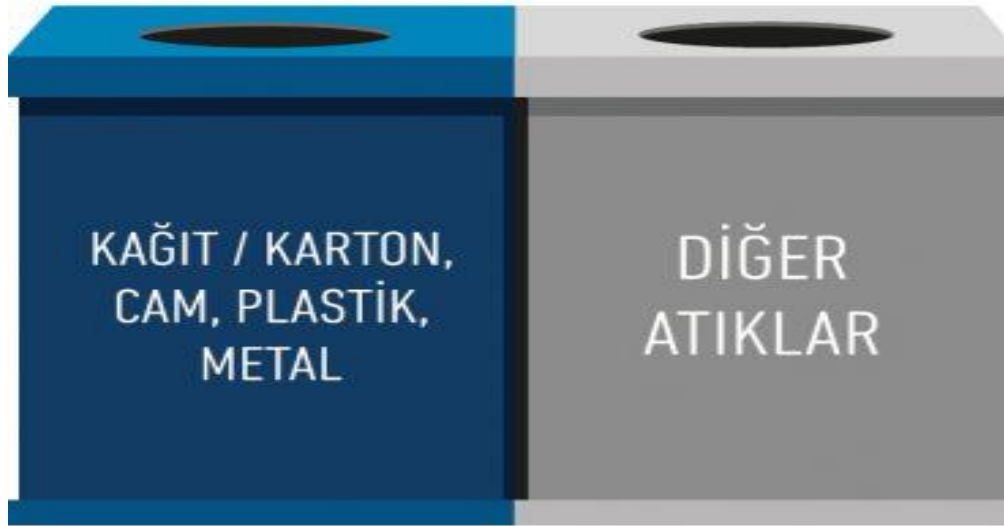 KAĞIT / KARTON,
CAM, PLASTİK,
METAL
DİĞER
ATIKLAR